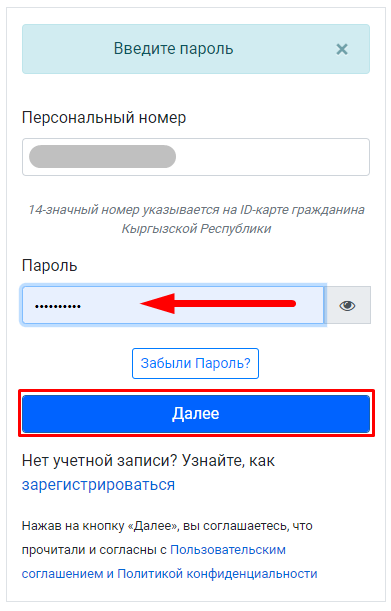 Введите пароль ×
Персональный номер
14-значный номер указывается на ID-карте гражданина
Кыргызской Республики
Пароль
••••••••••
Забыли Пароль?
Далее
Нет учетной записи? Узнайте, как
зарегистрироваться
Нажав на кнопку «Далее», вы соглашаетесь, что
прочитали и согласны с Пользовательским
соглашением и Политикой конфиденциальности